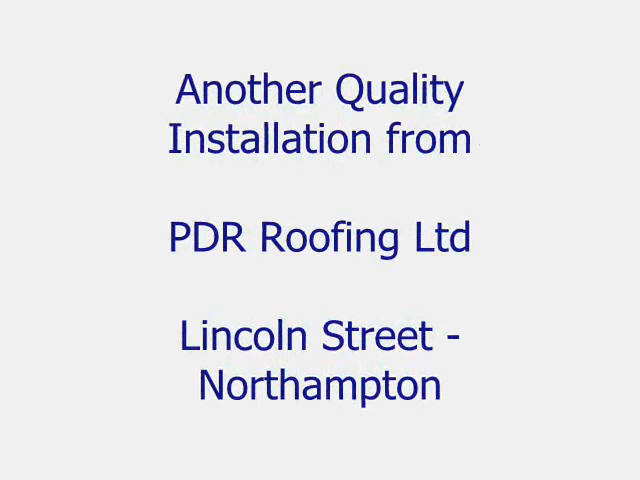 Another Quality
Installation from
PDR Roofing Ltd
Lincoln Street -
Northampton